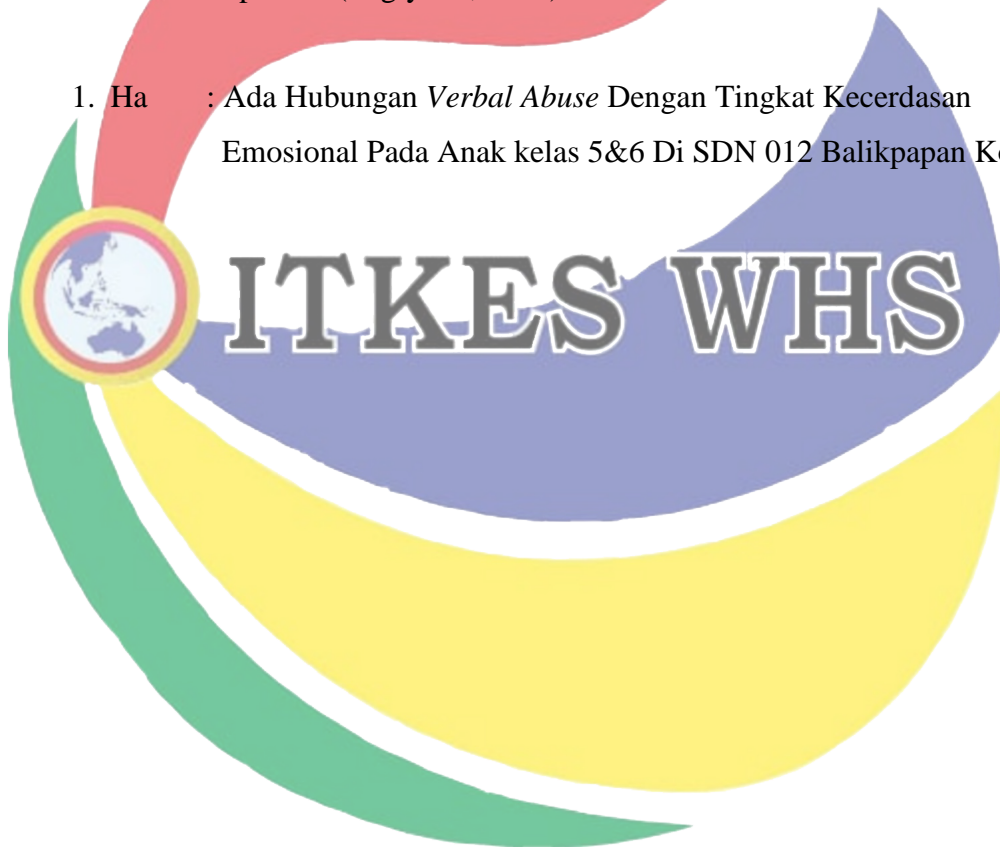 1. Ha : Ada Hubungan Verbal Abuse Dengan Tingkat Kecerdasan
Emosional Pada Anak kelas 5&6 Di SDN 012 Balikpapan
ITKES WHS